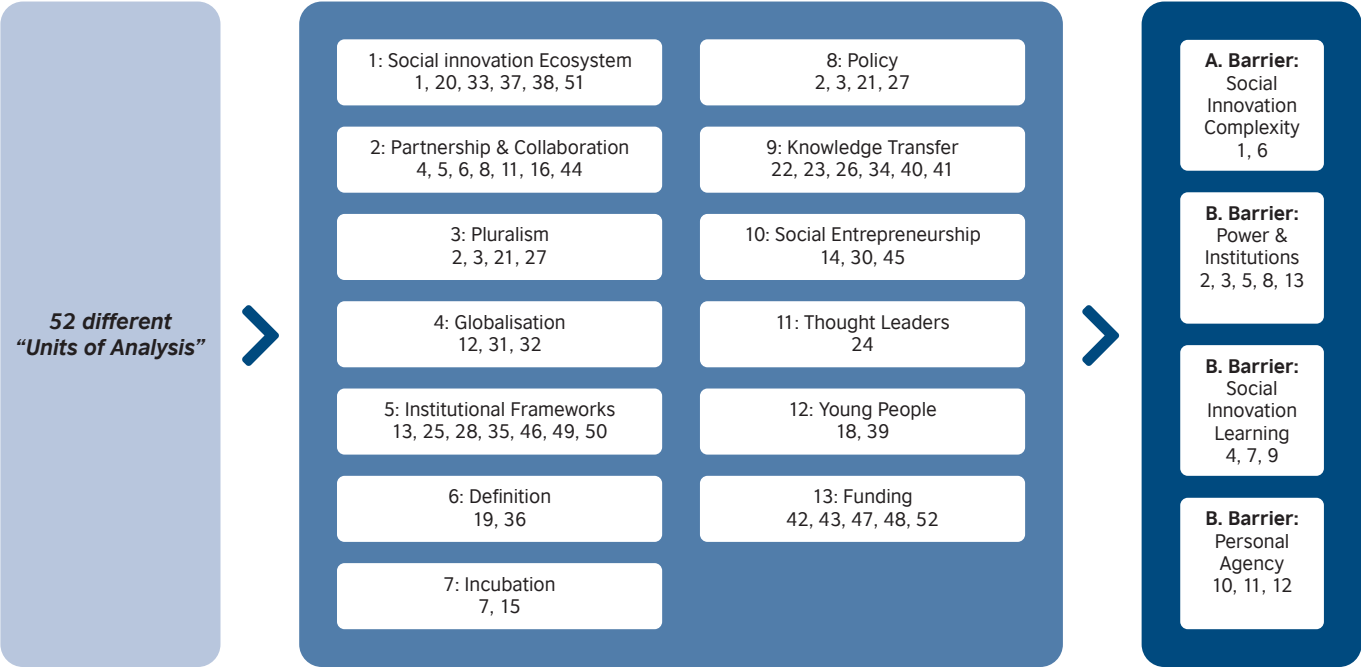 52 different
“Units of Analysis”
1: Social innovation Ecosystem
1, 20, 33, 37, 38, 51
2: Partnership & Collaboration
4, 5, 6, 8, 11, 16, 44
3: Pluralism
2, 3, 21, 27
4: Globalisation
12, 31, 32
5: Institutional Frameworks
13, 25, 28, 35, 46, 49, 50
6: Definition
19, 36
7: Incubation
7, 15
8: Policy
2, 3, 21, 27
9: Knowledge Transfer
22, 23, 26, 34, 40, 41
10: Social Entrepreneurship
14, 30, 45
11: Thought Leaders
24
12: Young People
18, 39
13: Funding
42, 43, 47, 48, 52
A. Barrier:
Social
Innovation
Complexity
1, 6
B. Barrier:
Power &
Institutions
2, 3, 5, 8, 13
B. Barrier:
Social
Innovation
Learning
4, 7, 9
B. Barrier:
Personal
Agency
10, 11, 12